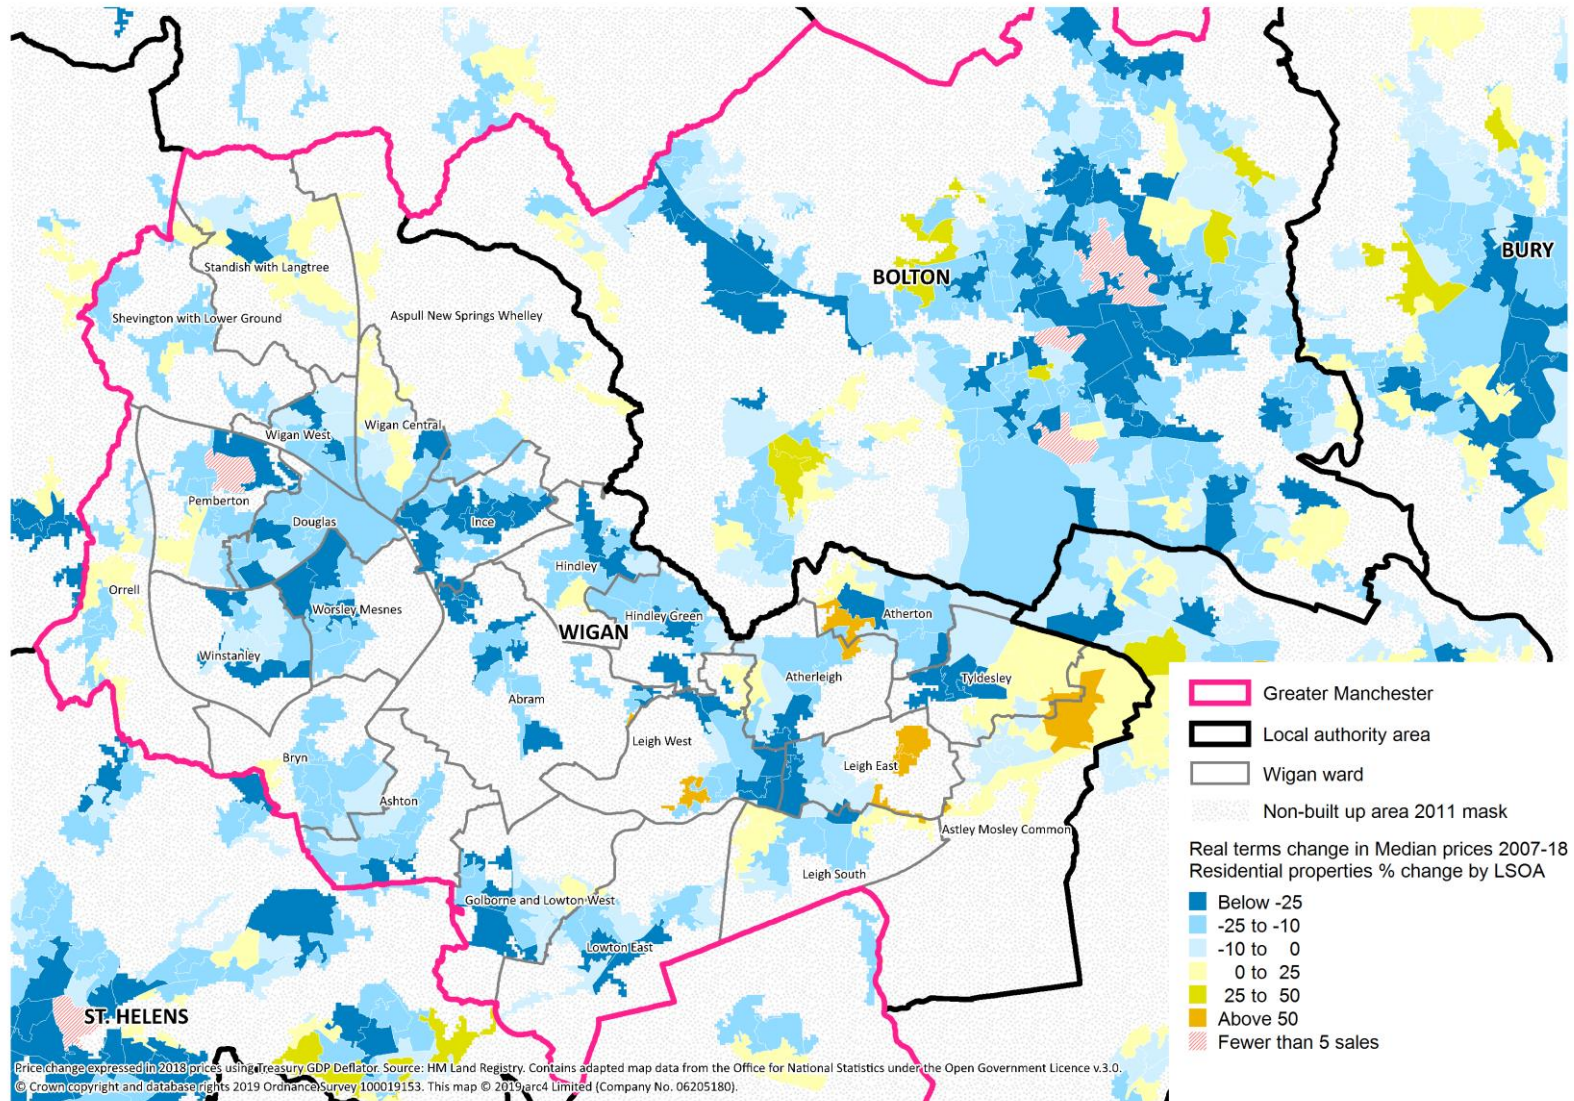 BURY
BOLTON
Standish with Langtree
Shevington with Lower Ground
Aspull New Springs Whelley
Wigan West
Wigan Central
Pemberton
Douglas
Ince
Hindley
Orrell
Worsley Mesnes
Hindley Green
Atherton
WIGAN
Winstanley
Atherleigh
Tyldesley
Abram
Leigh West
Bryn
Leigh East
Ashton
Astley Mosley Common
Leigh South
Golborne and Lowton West
Lowton East
ST. HELENS
Greater Manchester
Local authority area
Wigan ward
Non-built up area 2011 mask
Real terms change in Median prices 2007-18
Residential properties % change by LSOA
Below -25
-25 to -10
-10 to 0
0 to 25
25 to 50
Above 50
Fewer than 5 sales
Price change expressed in 2018 prices using Treasury GDP Deflator. Source: HM Land Registry. Contains adapted map data from the Office for National Statistics under the Open Government Licence v.3.0.
© Crown copyright and database rights 2019 Ordnance Survey 100019153. This map © 2019 arc4 Limited (Company No. 06205180).